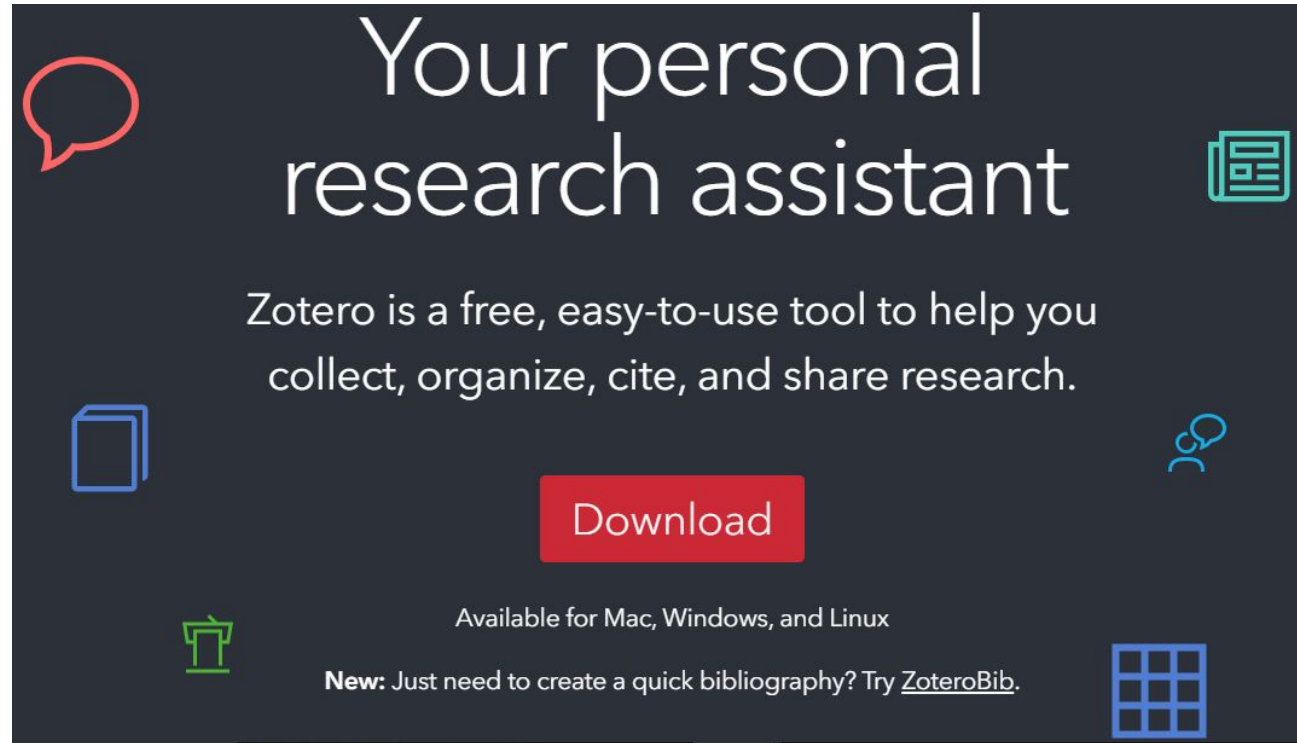 Your personal
research assistant
Zotero is a free, easy-to-use tool to help you
collect, organize, cite, and share research.
Download
Available for Mac, Windows, and Linux
New: Just need to create a quick bibliography? Try ZoteroBib.